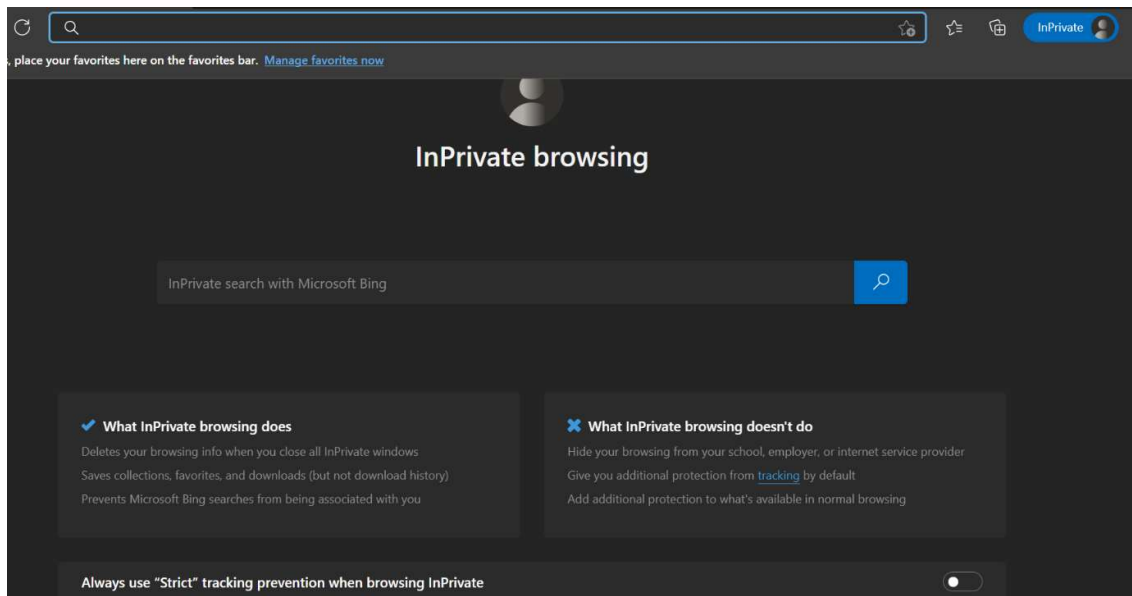 InPrivate
, place your favorites here on the favorites bar. Manage favorites now
InPrivate browsing
InPrivate search with Microsoft Bing
What InPrivate browsing does
Deletes your browsing info when you close all InPrivate windows
Saves collections, favorites, and downloads (but not download history)
Prevents Microsoft Bing searches from being associated with you
What InPrivate browsing doesn't do
Hide your browsing from your school, employer, or internet service provider
Give you additional protection from tracking by default
Add additional protection to what's available in normal browsing
Always use “Strict” tracking prevention when browsing InPrivate